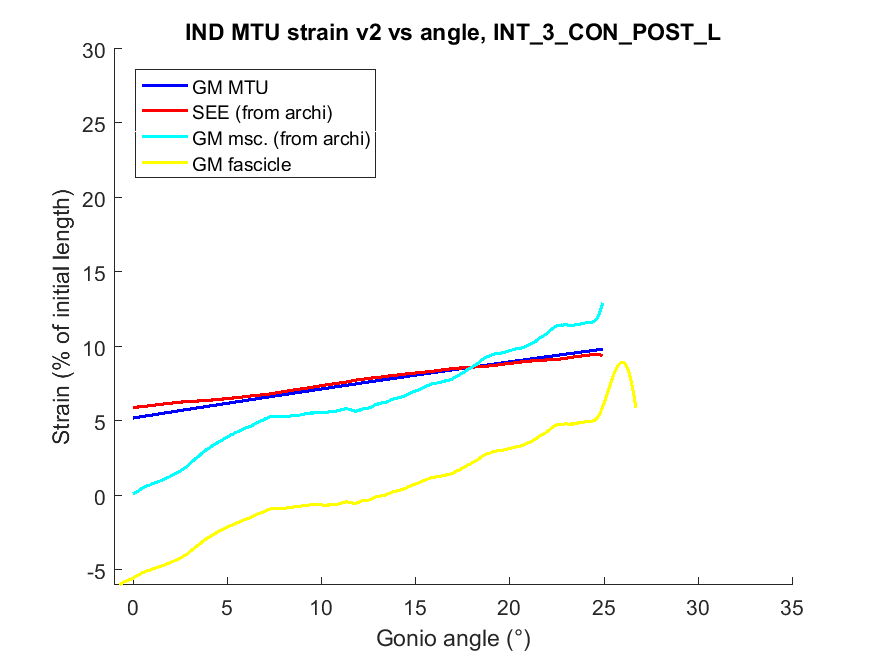 IND MTU strain v2 vs angle, INT_3_CON_POST_L
30
25
20
15
10
5
0
-5
Strain (% of initial length)
GM MTU
SEE (from archi)
GM msc. (from archi)
GM fascicle
0 5 10 15 20 25 30 35
Gonio angle (°)